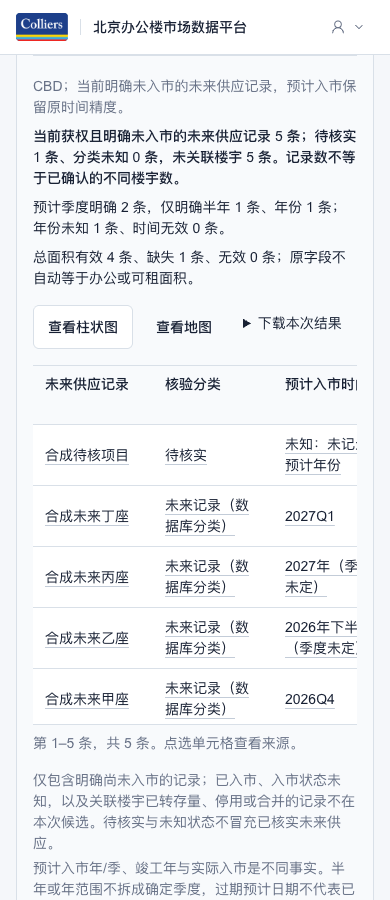 Colliers
北京办公楼市场数据平台
CBD；当前明确未入市的未来供应记录，预计入市保
留原时间精度。
当前获权且明确未入市的未来供应记录 5 条；待核实
1 条、分类未知 0 条，未关联楼宇 5 条。记录数不等
于已确认的不同楼宇数。
预计季度明确 2 条，仅明确半年 1 条、年份 1 条；
年份未知 1 条、时间无效 0 条。
总面积有效 4 条、缺失 1 条、无效 0 条；原字段不
自动等于办公或可租面积。
查看柱状图 查看地图 ▶ 下载本次结果
未来供应记录 核验分类 预计入市时
合成待核项目 待核实 未知：未记
预计年份
合成未来丁座 未来记录（数
据库分类） 2027Q1
合成未来丙座 未来记录（数
据库分类） 2027年（季
未定）
合成未来乙座 未来记录（数
据库分类） 2026年下半
（季度未定
合成未来甲座 未来记录（数
据库分类） 2026Q4
第 1–5 条，共 5 条。点选单元格查看来源。
仅包含明确尚未入市的记录；已入市、入市状态未
知，以及关联楼宇已转存量、停用或合并的记录不在
本次候选。待核实与未知状态不冒充已核实未来供
应。
预计入市年/季、竣工年与实际入市是不同事实。半
年或年范围不拆成确定季度，过期预计日期不代表已